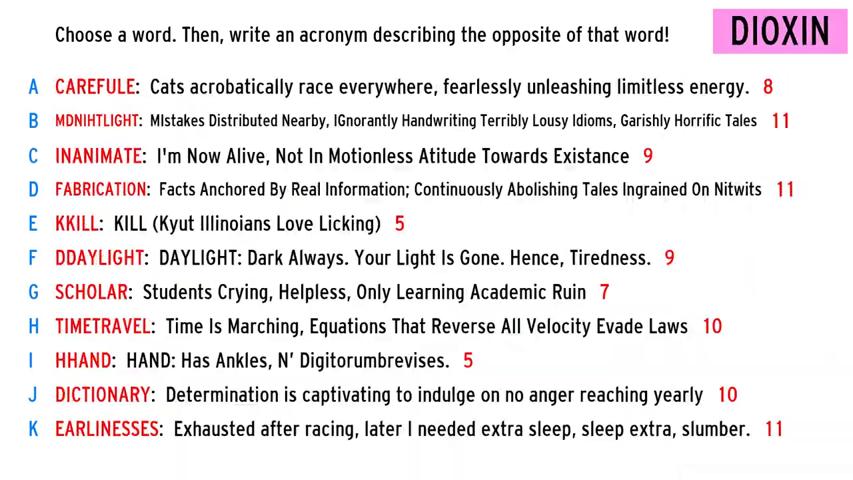 Choose a word. Then, write an acronym describing the opposite of that word!
DIOXIN
A CAREFULE: Cats acrobatically race everywhere, fearlessly unleashing limitless energy. 8
B MDNIHTLIGHT: MIstakes Distributed Nearby, IGnorantly Handwriting Terribly Lousy Idioms, Garishly Horrific Tales 11
C INANIMATE: I'm Now Alive, Not In Motionless Atitude Towards Existance 9
D FABRICATION: Facts Anchored By Real Information; Continuously Abolishing Tales Ingrained On Nitwits 11
E KKILL: KILL (Kyut Illinoians Love Licking) 5
F DDAYLIGHT: DAYLIGHT: Dark Always. Your Light Is Gone. Hence, Tiredness. 9
G SCHOLAR: Students Crying, Helpless, Only Learning Academic Ruin 7
H TIMETRAVEL: Time Is Marching, Equations That Reverse All Velocity Evade Laws 10
I HHAND: HAND: Has Ankles, N' Digitorumbrevises. 5
J DICTIONARY: Determination is captivating to indulge on no anger reaching yearly 10
K EARLINESSES: Exhausted after racing, later I needed extra sleep, sleep extra, slumber. 11